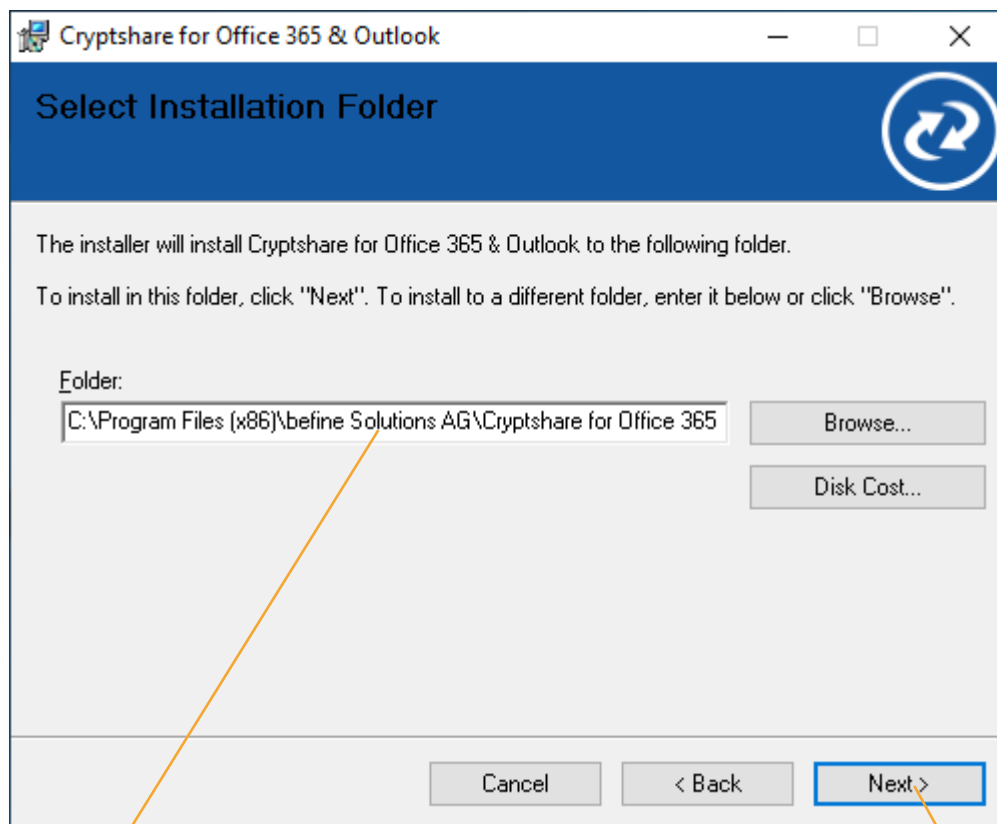 Cryptshare for Office 365 & Outlook
Select Installation Folder
The installer will install Cryptshare for Office 365 & Outlook to the following folder.
To install in this folder, click "Next". To install to a different folder, enter it below or click "Browse".
Folder:
C:\Program Files (x86)\befine Solutions AG\Cryptshare for Office 365
Browse...
Disk Cost...
Cancel
< Back
Next >